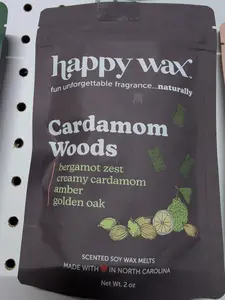 happy wax
fun unforgettable fragrance...naturally
Cardamom
Woods
bergamot zest
creamy cardamom
amber
golden oak
SCENTED SOY WAX MELTS
MADE WITH ❤ IN NORTH CAROLINA
Net Wt. 2 oz